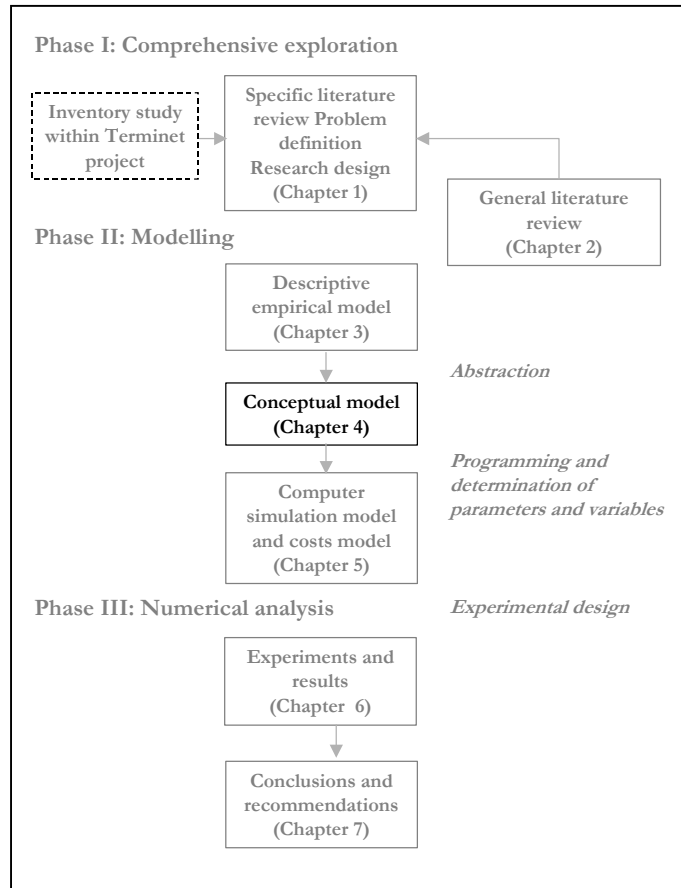 Phase I: Comprehensive exploration
Inventory study
within Terminet
project
Specific literature
review Problem
definition
Research design
(Chapter 1)
General literature
review
(Chapter 2)
Phase II: Modelling
Descriptive
empirical model
(Chapter 3)
Abstraction
Conceptual model
(Chapter 4)
Programming and
determination of
parameters and variables
Computer
simulation model
and costs model
(Chapter 5)
Phase III: Numerical analysis
Experimental design
Experiments and
results
(Chapter 6)
Conclusions and
recommendations
(Chapter 7)